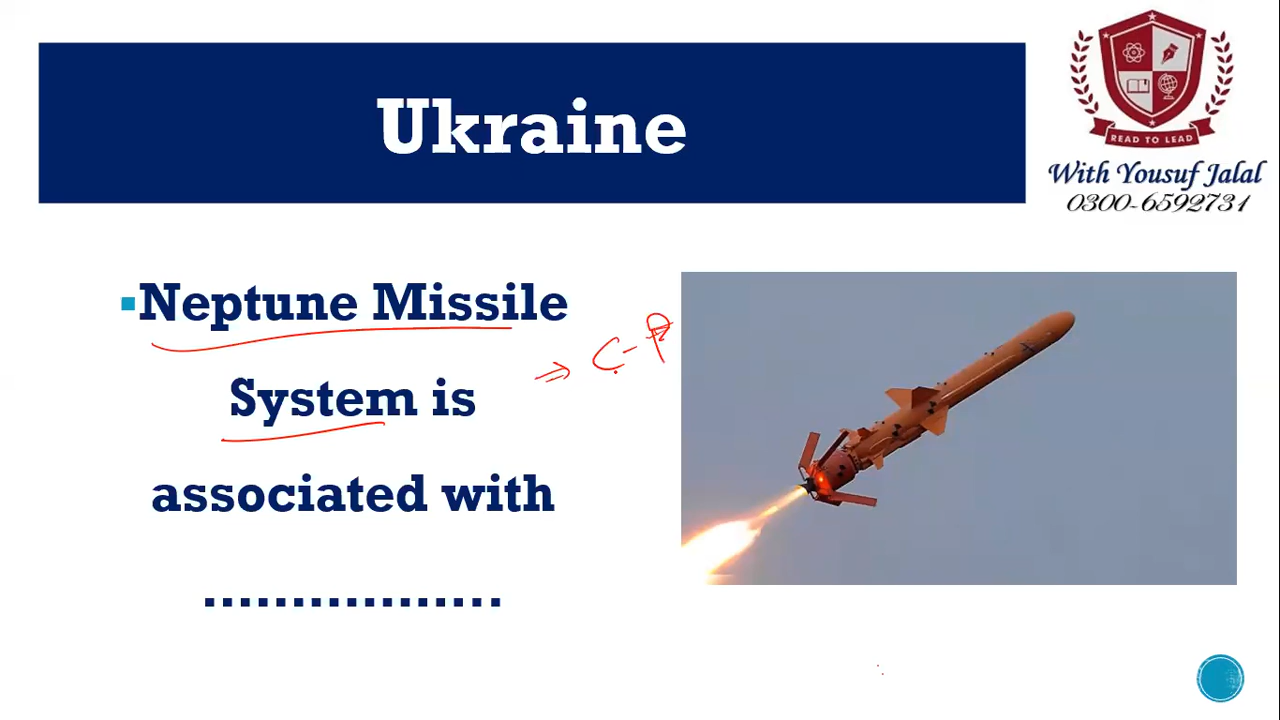 Ukraine
READ TO LEAD
With Yousuf Jalal
0300-6592731
▪Neptune Missile
System is
associated with
.................
⇒ C-P